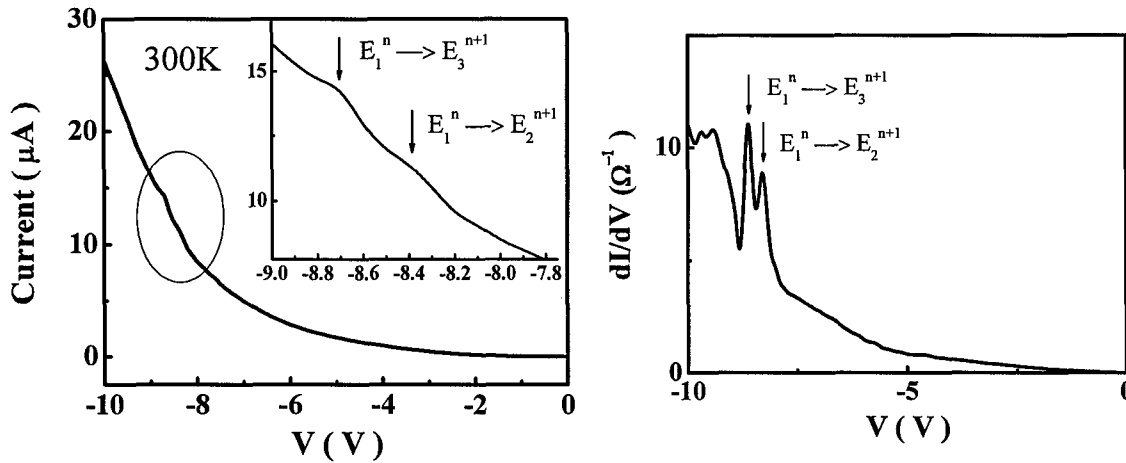 30
20
10
0
Current ( μA)
300K
E₁ⁿ —> E₃ⁿ⁺¹
E₁ⁿ —> E₂ⁿ⁺¹
15
10
-9.0 -8.8 -8.6 -8.4 -8.2 -8.0 -7.8
-10 -8 -6 -4 -2 0
V ( V)
10
0
dI/dV (Ω⁻¹)
E₁ⁿ —> E₃ⁿ⁺¹
E₁ⁿ —> E₂ⁿ⁺¹
-10 -5 0
V ( V)